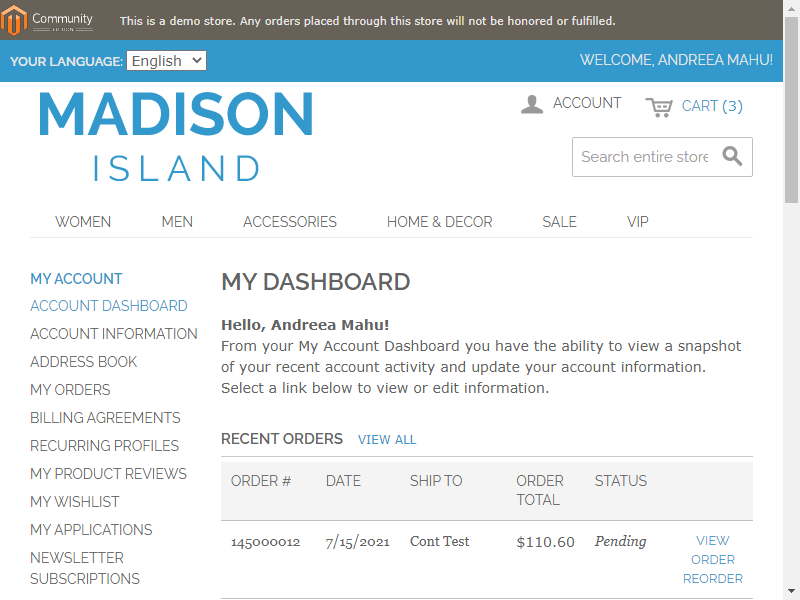 Community
This is a demo store. Any orders placed through this store will not be honored or fulfilled.
YOUR LANGUAGE: English
WELCOME, ANDREEA MAHU!
MADISON
ISLAND
ACCOUNT
CART (3)
Search entire store
WOMEN MEN ACCESSORIES HOME & DECOR SALE VIP
MY ACCOUNT
ACCOUNT DASHBOARD
ACCOUNT INFORMATION
ADDRESS BOOK
MY ORDERS
BILLING AGREEMENTS
RECURRING PROFILES
MY PRODUCT REVIEWS
MY WISHLIST
MY APPLICATIONS
NEWSLETTER
SUBSCRIPTIONS
MY DASHBOARD
Hello, Andreea Mahu!
From your My Account Dashboard you have the ability to view a snapshot
of your recent account activity and update your account information.
Select a link below to view or edit information.
RECENT ORDERS VIEW ALL
ORDER # DATE SHIP TO ORDER TOTAL STATUS
145000012 7/15/2021 Cont Test $110.60 Pending VIEW ORDER
REORDER